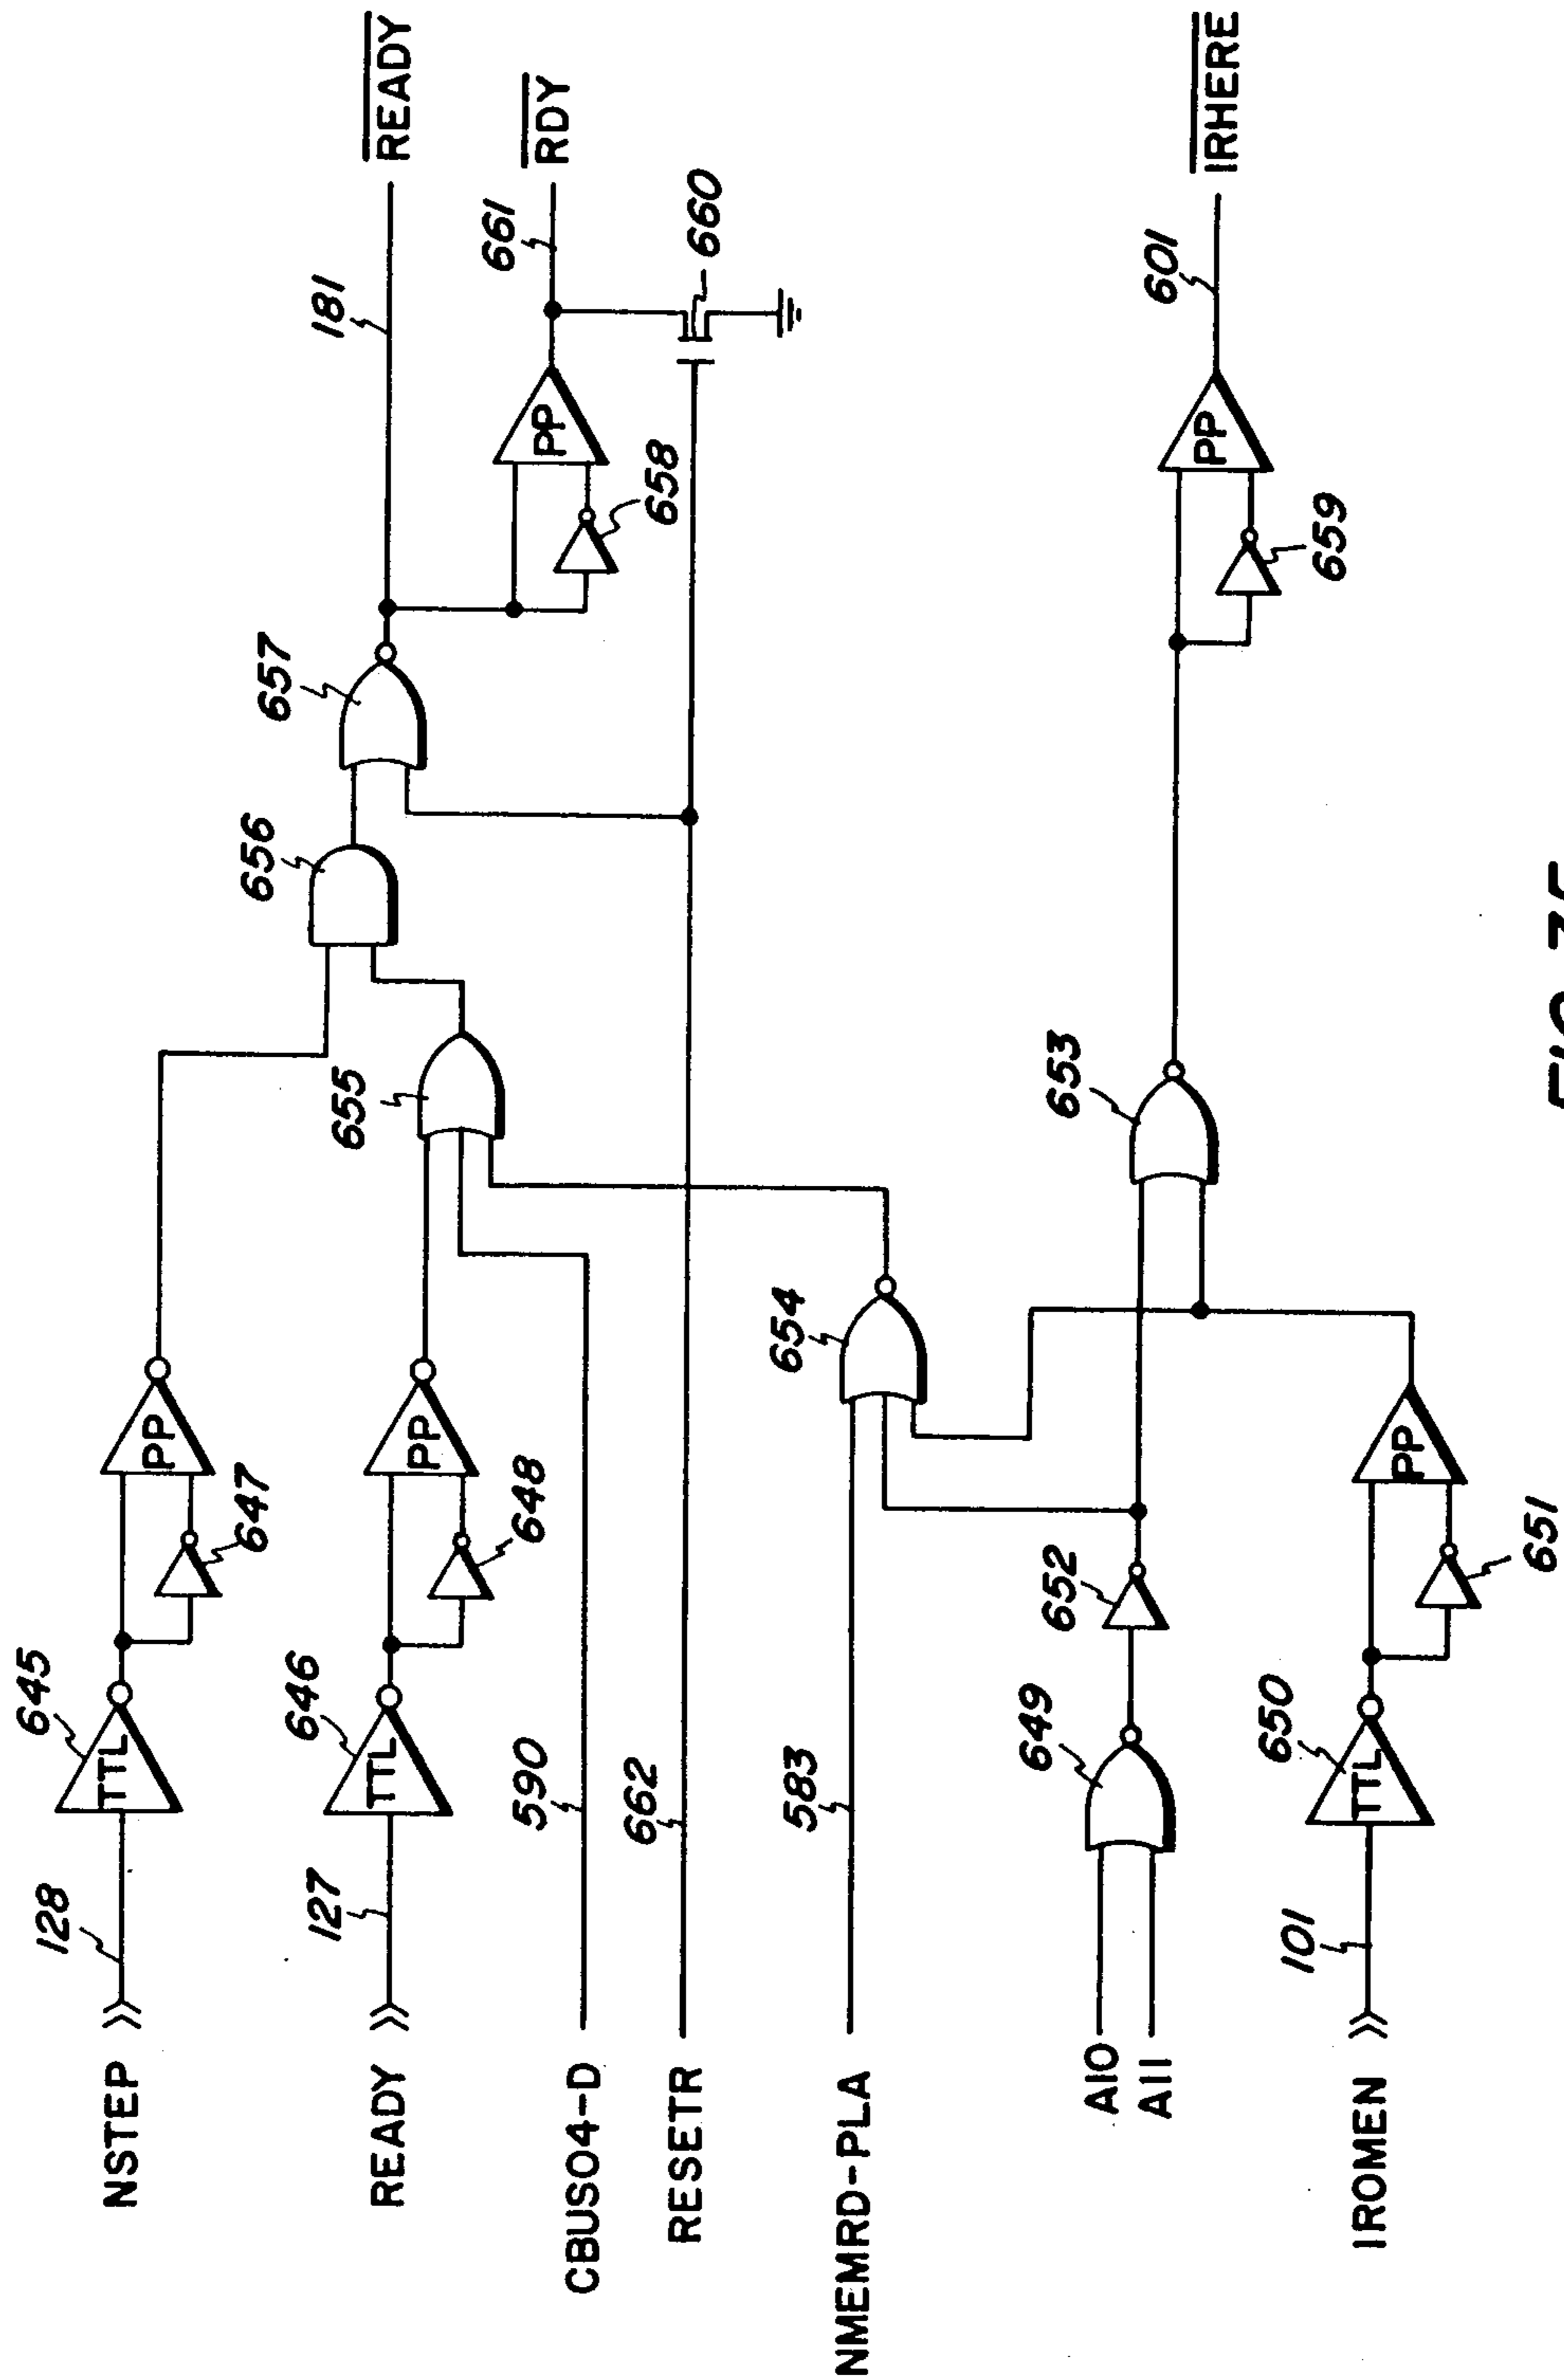 NSTEP
128
645
TTL
647
PP
READY
127
646
TTL
648
PP
CBUS04-D
590
RESETR
662
NMEMRD-PLA
583
654
655
656
657
181
READY
658
PP
661
RDY
660
A10
A11
649
652
653
IROMEN
101
650
TTL
651
PP
659
PP
601
IRHERE